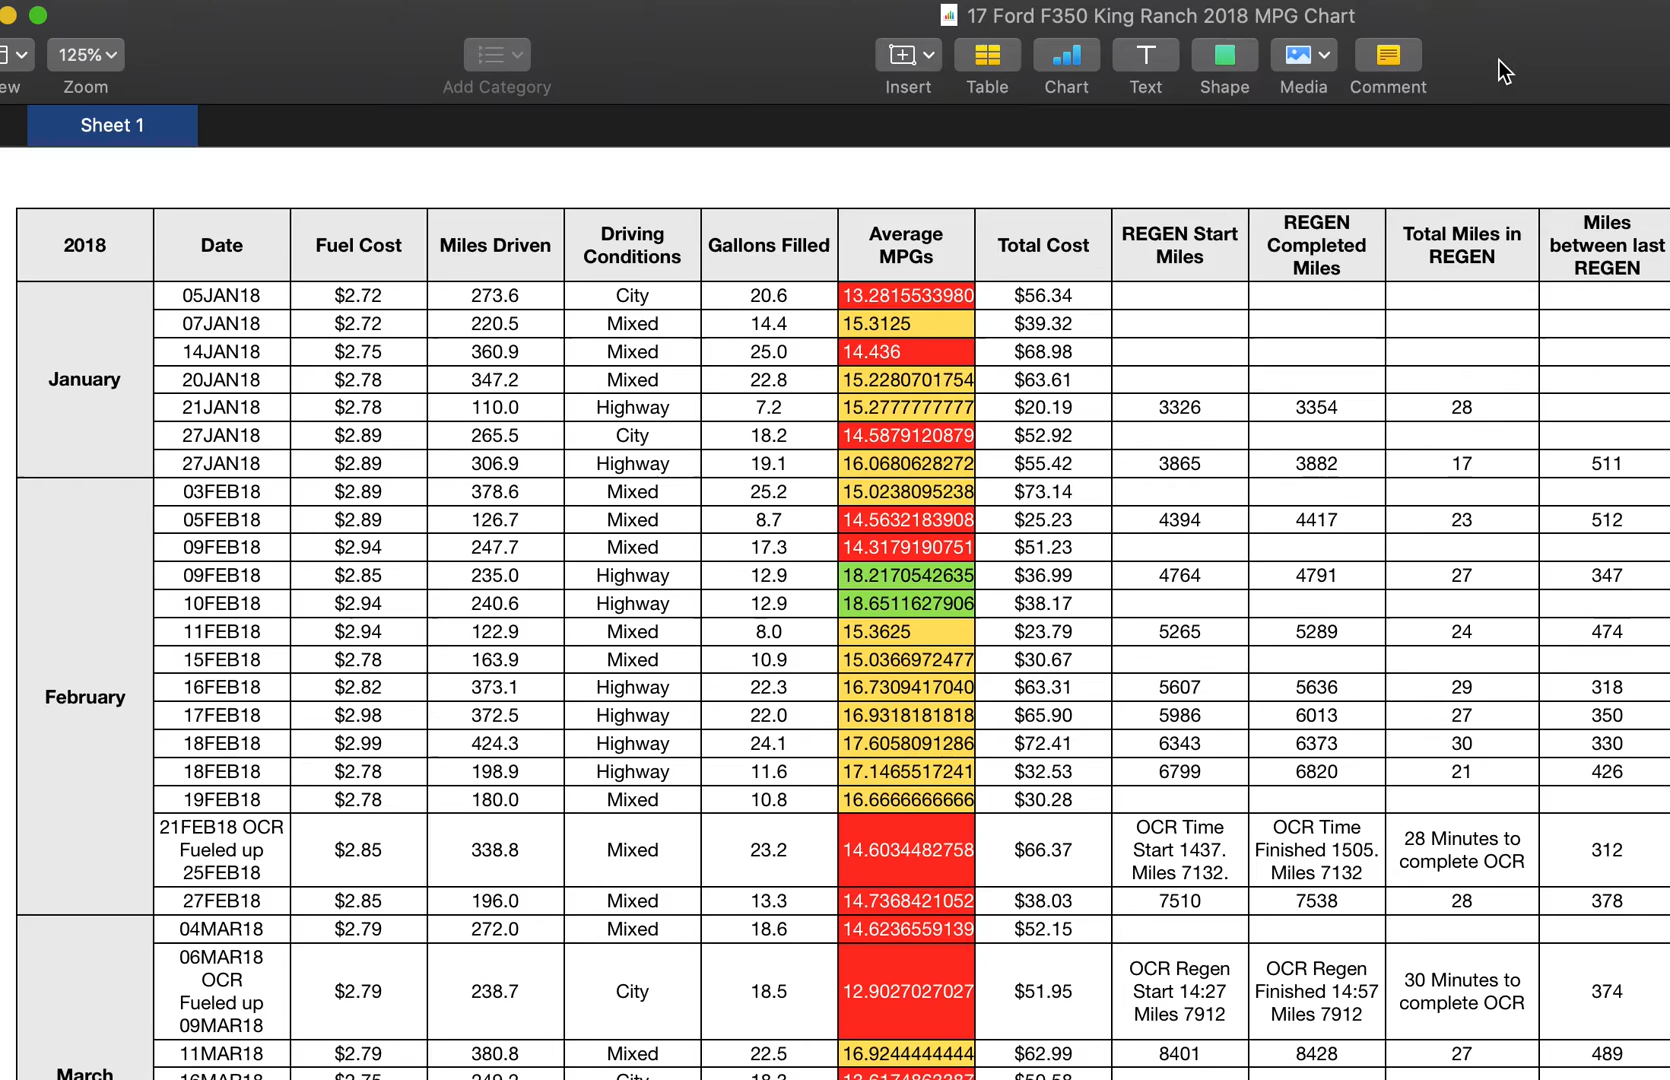 17 Ford F350 King Ranch 2018 MPG Chart
125%
ew Zoom Add Category Insert Table Chart Text Shape Media Comment
Sheet 1
2018 Date Fuel Cost Miles Driven Driving Conditions Gallons Filled Average MPGs Total Cost REGEN Start Miles REGEN Completed Miles Total Miles in REGEN Miles between last REGEN
January
05JAN18 $2.72 273.6 City 20.6 13.2815533980 $56.34
07JAN18 $2.72 220.5 Mixed 14.4 15.3125 $39.32
14JAN18 $2.75 360.9 Mixed 25.0 14.436 $68.98
20JAN18 $2.78 347.2 Mixed 22.8 15.2280701754 $63.61
21JAN18 $2.78 110.0 Highway 7.2 15.2777777777 $20.19 3326 3354 28
27JAN18 $2.89 265.5 City 18.2 14.5879120879 $52.92
27JAN18 $2.89 306.9 Highway 19.1 16.0680628272 $55.42 3865 3882 17 511
February
03FEB18 $2.89 378.6 Mixed 25.2 15.0238095238 $73.14
05FEB18 $2.89 126.7 Mixed 8.7 14.5632183908 $25.23 4394 4417 23 512
09FEB18 $2.94 247.7 Mixed 17.3 14.3179190751 $51.23
09FEB18 $2.85 235.0 Highway 12.9 18.2170542635 $36.99 4764 4791 27 347
10FEB18 $2.94 240.6 Highway 12.9 18.6511627906 $38.17
11FEB18 $2.94 122.9 Mixed 8.0 15.3625 $23.79 5265 5289 24 474
15FEB18 $2.78 163.9 Mixed 10.9 15.0366972477 $30.67
16FEB18 $2.82 373.1 Highway 22.3 16.7309417040 $63.31 5607 5636 29 318
17FEB18 $2.98 372.5 Highway 22.0 16.9318181818 $65.90 5986 6013 27 350
18FEB18 $2.99 424.3 Highway 24.1 17.6058091286 $72.41 6343 6373 30 330
18FEB18 $2.78 198.9 Highway 11.6 17.1465517241 $32.53 6799 6820 21 426
19FEB18 $2.78 180.0 Mixed 10.8 16.6666666666 $30.28
21FEB18 OCR Fueled up 25FEB18 $2.85 338.8 Mixed 23.2 14.6034482758 $66.37 OCR Time Start 1437. Miles 7132. OCR Time Finished 1505. Miles 7132 28 Minutes to complete OCR 312
27FEB18 $2.85 196.0 Mixed 13.3 14.7368421052 $38.03 7510 7538 28 378
March
04MAR18 $2.79 272.0 Mixed 18.6 14.6236559139 $52.15
06MAR18 OCR Fueled up 09MAR18 $2.79 238.7 City 18.5 12.9027027027 $51.95 OCR Regen Start 14:27 Miles 7912 OCR Regen Finished 14:57 Miles 7912 30 Minutes to complete OCR 374
11MAR18 $2.79 380.8 Mixed 22.5 16.9244444444 $62.99 8401 8428 27 489